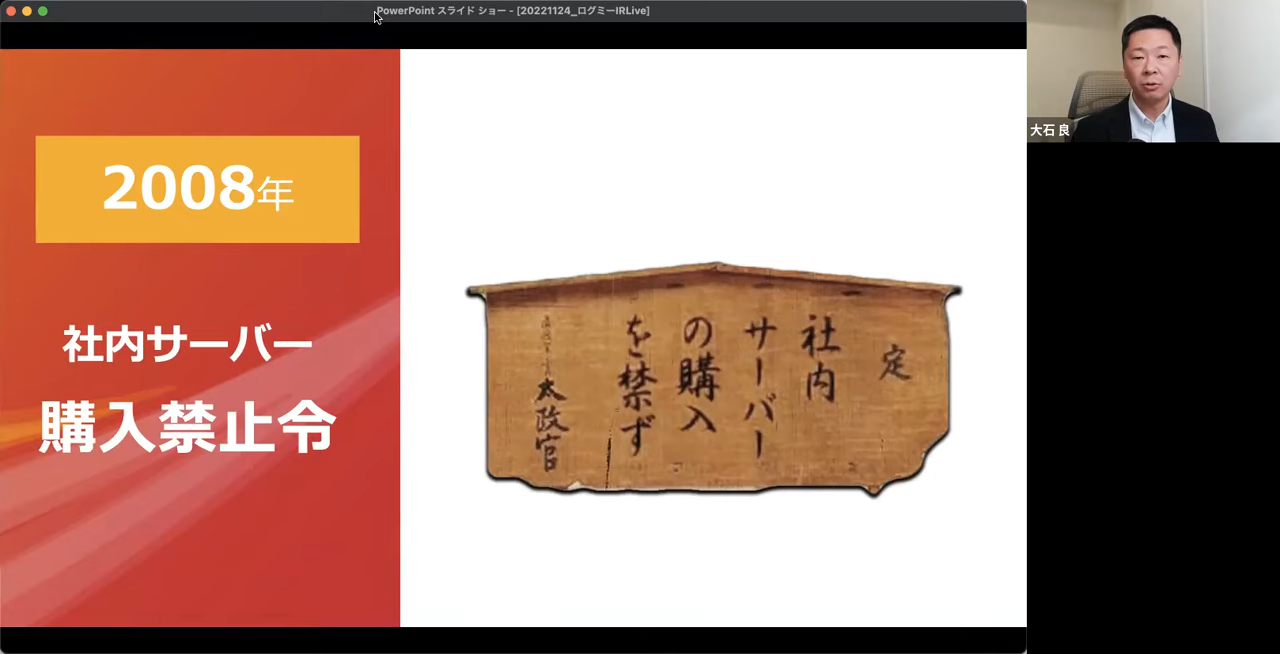 PowerPoint スライド ショー - [20221124_ログミーIRLive]
2008年
社内サーバー
購入禁止令
定
社内
サーバー
の購入
を禁ず
太政官
大石 良